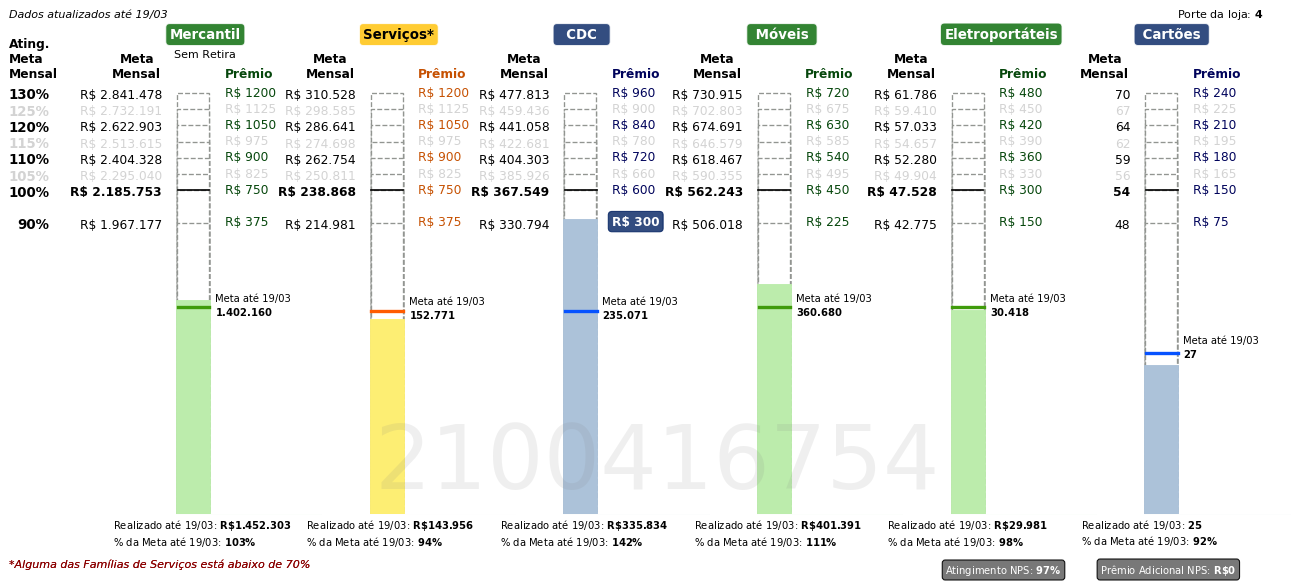 Dados atualizados até 19/03 Porte da loja: 4
Mercantil Serviços* CDC Móveis Eletroportáteis Cartões
Sem Retira
Ating. Meta Mensal Meta Mensal Prêmio Meta Mensal Prêmio Meta Mensal Prêmio Meta Mensal Prêmio Meta Mensal Prêmio Meta Mensal Prêmio
130% R$ 2.841.478 R$ 1200 R$ 310.528 R$ 1200 R$ 477.813 R$ 960 R$ 730.915 R$ 720 R$ 61.786 R$ 480 70 R$ 240
125% R$ 2.732.191 R$ 1125 R$ 298.585 R$ 1125 R$ 459.436 R$ 900 R$ 702.803 R$ 675 R$ 59.410 R$ 450 67 R$ 225
120% R$ 2.622.903 R$ 1050 R$ 286.641 R$ 1050 R$ 441.058 R$ 840 R$ 674.691 R$ 630 R$ 57.033 R$ 420 64 R$ 210
115% R$ 2.513.615 R$ 975 R$ 274.698 R$ 975 R$ 422.681 R$ 780 R$ 646.579 R$ 585 R$ 54.657 R$ 390 62 R$ 195
110% R$ 2.404.328 R$ 900 R$ 262.754 R$ 900 R$ 404.303 R$ 720 R$ 618.467 R$ 540 R$ 52.280 R$ 360 59 R$ 180
105% R$ 2.295.040 R$ 825 R$ 250.811 R$ 825 R$ 385.926 R$ 660 R$ 590.355 R$ 495 R$ 49.904 R$ 330 56 R$ 165
100% R$ 2.185.753 R$ 750 R$ 238.868 R$ 750 R$ 367.549 R$ 600 R$ 562.243 R$ 450 R$ 47.528 R$ 300 54 R$ 150
90% R$ 1.967.177 R$ 375 R$ 214.981 R$ 375 R$ 330.794 R$ 300 R$ 506.018 R$ 225 R$ 42.775 R$ 150 48 R$ 75
Meta até 19/03 Meta até 19/03 Meta até 19/03 Meta até 19/03 Meta até 19/03
1.402.160 152.771 235.071 360.680 30.418
Meta até 19/03
27
2100416754
Realizado até 19/03: R$1.452.303 Realizado até 19/03: R$143.956 Realizado até 19/03: R$335.834 Realizado até 19/03: R$401.391 Realizado até 19/03: R$29.981 Realizado até 19/03: 25
% da Meta até 19/03: 103% % da Meta até 19/03: 94% % da Meta até 19/03: 142% % da Meta até 19/03: 111% % da Meta até 19/03: 98% % da Meta até 19/03: 92%
*Alguma das Famílias de Serviços está abaixo de 70% Atingimento NPS: 97% Prêmio Adicional NPS: R$0